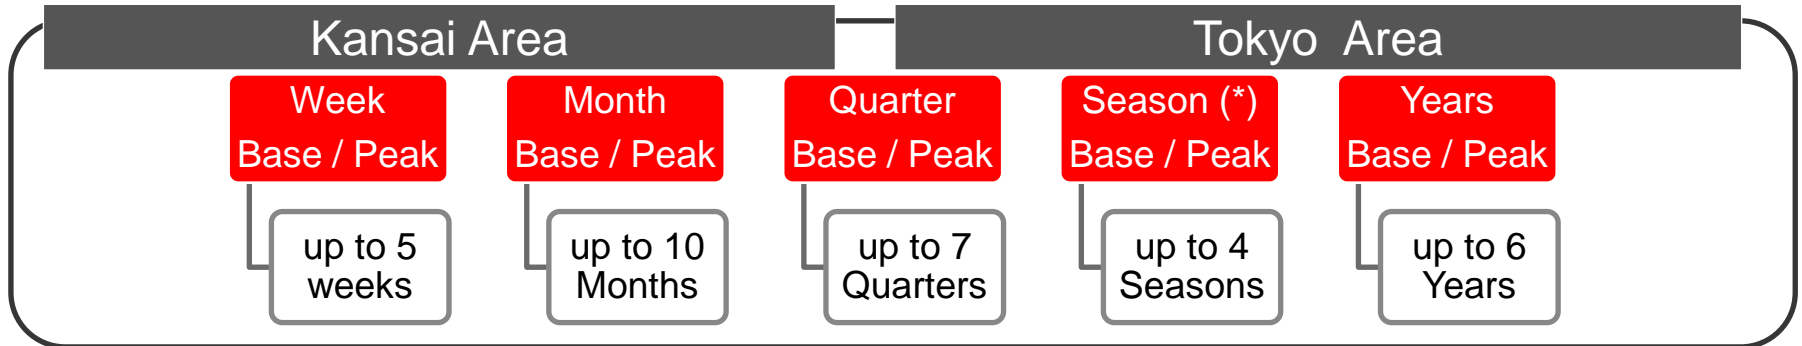 Kansai Area
Tokyo Area
Week
Base / Peak
Month
Base / Peak
Quarter
Base / Peak
Season (*)
Base / Peak
Years
Base / Peak
up to 5
weeks
up to 10
Months
up to 7
Quarters
up to 4
Seasons
up to 6
Years